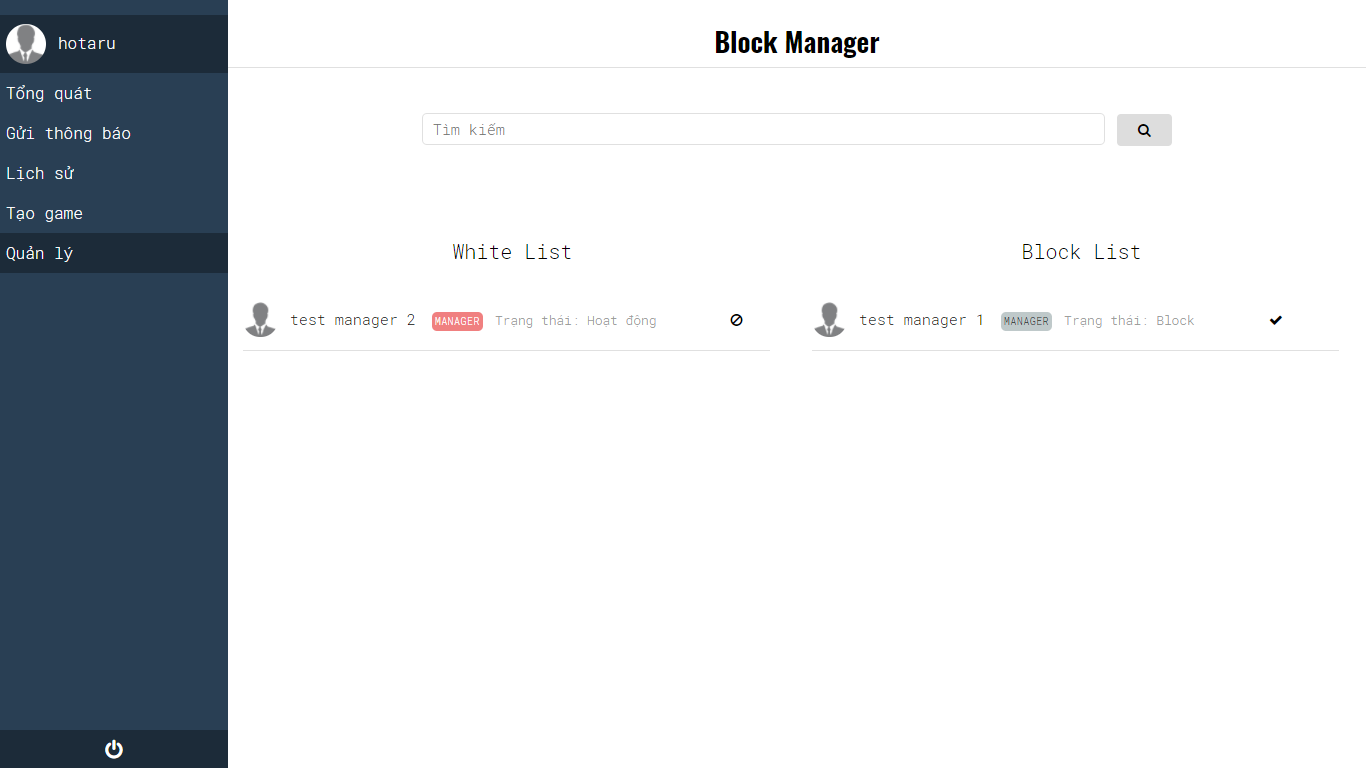 hotaru
Tổng quát
Gửi thông báo
Lịch sử
Tạo game
Quản lý
Block Manager
Tìm kiếm
White List
test manager 2 MANAGER Trạng thái: Hoạt động
Block List
test manager 1 MANAGER Trạng thái: Block